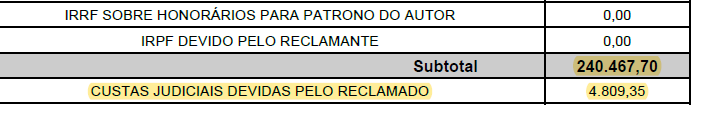 IRRF SOBRE HONORÁRIOS PARA PATRONO DO AUTOR 0,00
IRPF DEVIDO PELO RECLAMANTE 0,00
Subtotal 240.467,70
CUSTAS JUDICIAIS DEVIDAS PELO RECLAMADO 4.809,35